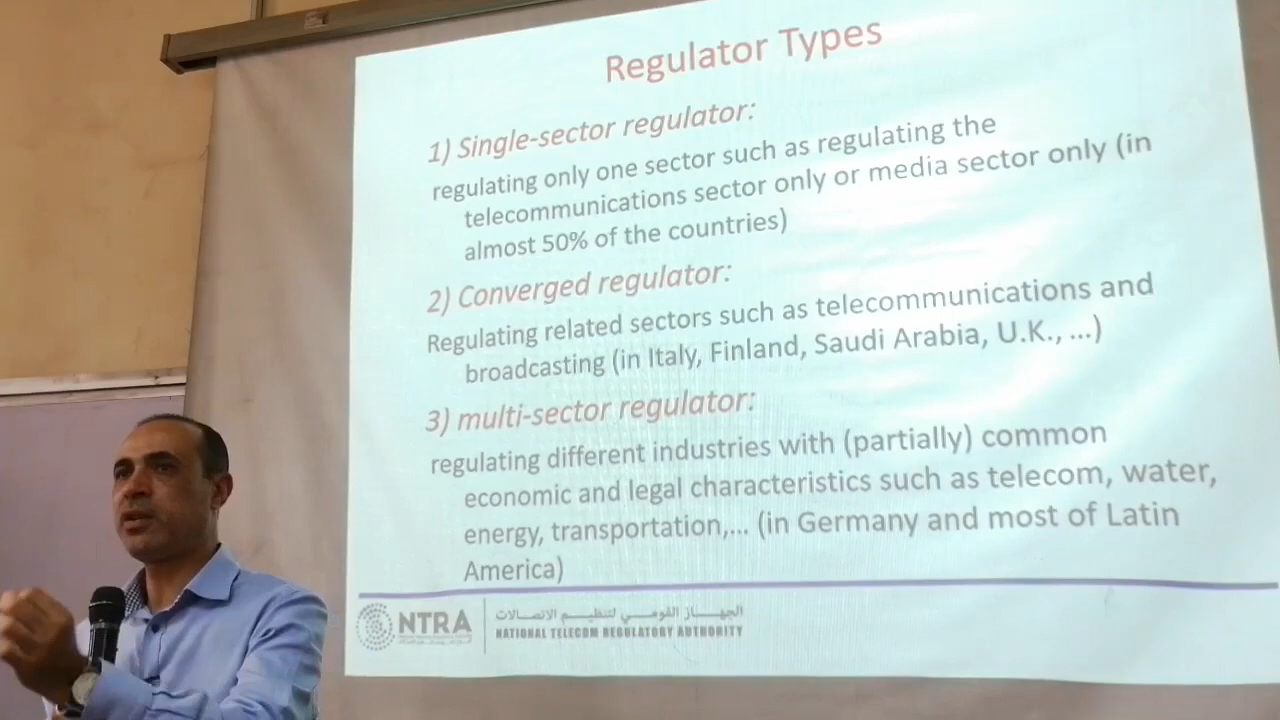 Regulator Types
1) Single-sector regulator:
regulating only one sector such as regulating the
telecommunications sector only or media sector only (in
almost 50% of the countries)
2) Converged regulator:
Regulating related sectors such as telecommunications and
broadcasting (in Italy, Finland, Saudi Arabia, U.K., ...)
3) multi-sector regulator:
regulating different industries with (partially) common
economic and legal characteristics such as telecom, water,
energy, transportation,... (in Germany and most of Latin
America)
NTRA
الجهاز القومي لتنظيم الاتصالات
NATIONAL TELECOM REGULATORY AUTHORITY